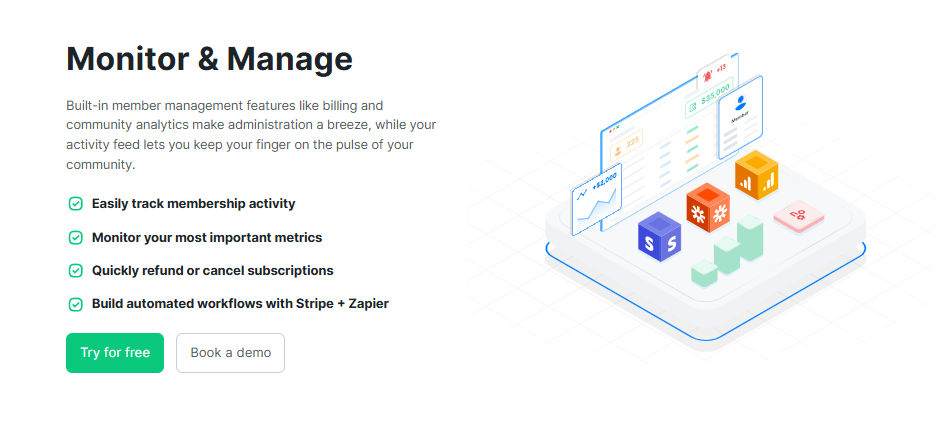 Monitor & Manage
Built-in member management features like billing and
community analytics make administration a breeze, while your
activity feed lets you keep your finger on the pulse of your
community.
Easily track membership activity
Monitor your most important metrics
Quickly refund or cancel subscriptions
Build automated workflows with Stripe + Zapier
Try for free
Book a demo
+13
$35,000
Member
325
+$2,000
S S